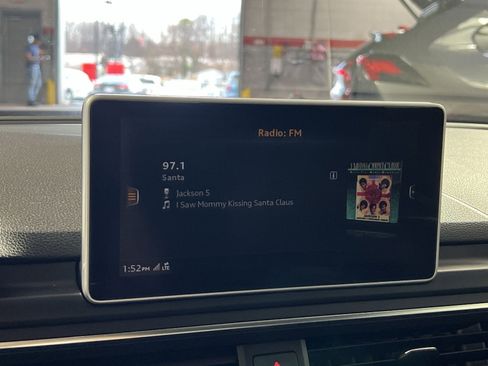 Radio: FM
97.1
Santa
Jackson 5
I Saw Mommy Kissing Santa Claus
1:52PM LTE